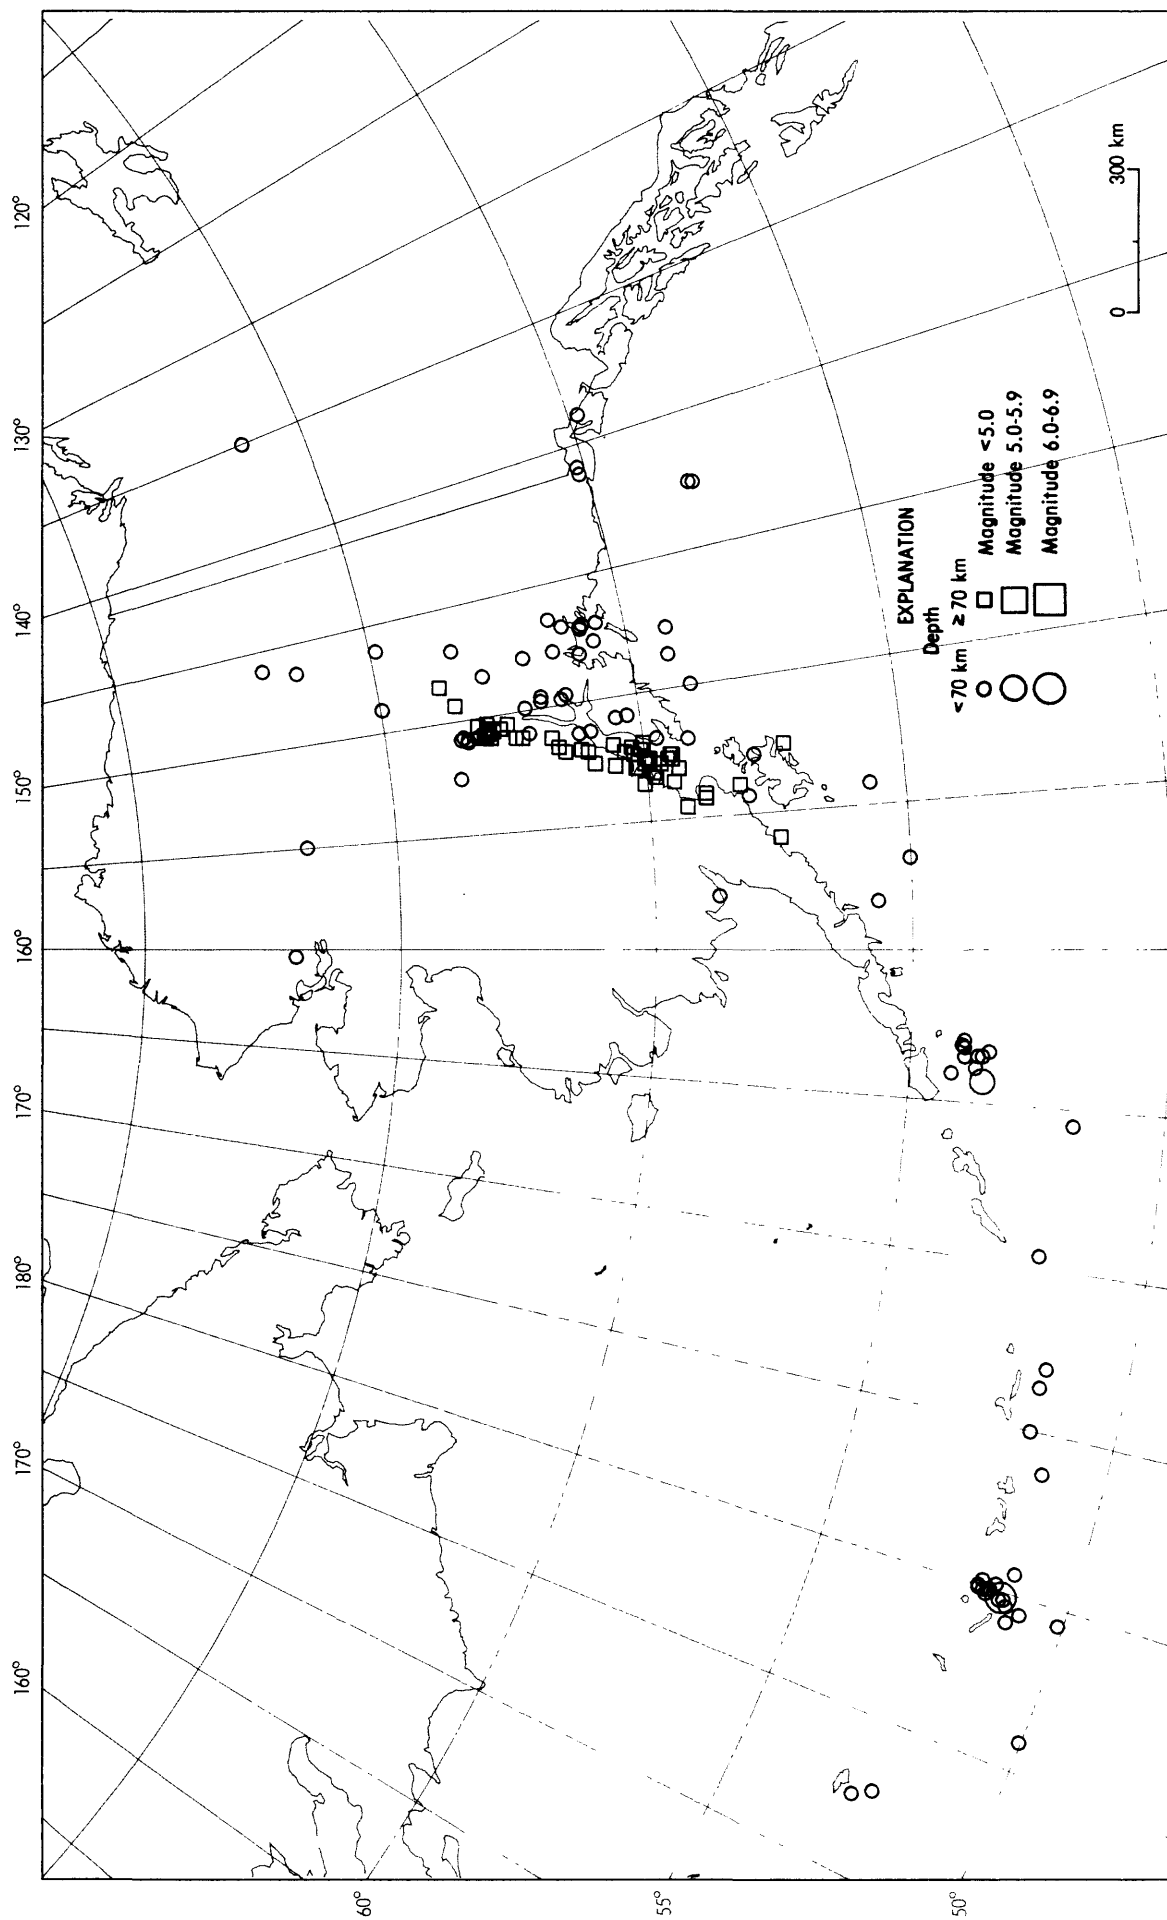 160°
170°
180°
170°
160°
150°
140°
130°
120°
60°
55°
50°
EXPLANATION
Depth
<70 km ≥70 km
Magnitude <5.0
Magnitude 5.0-5.9
Magnitude 6.0-6.9
0 300 km